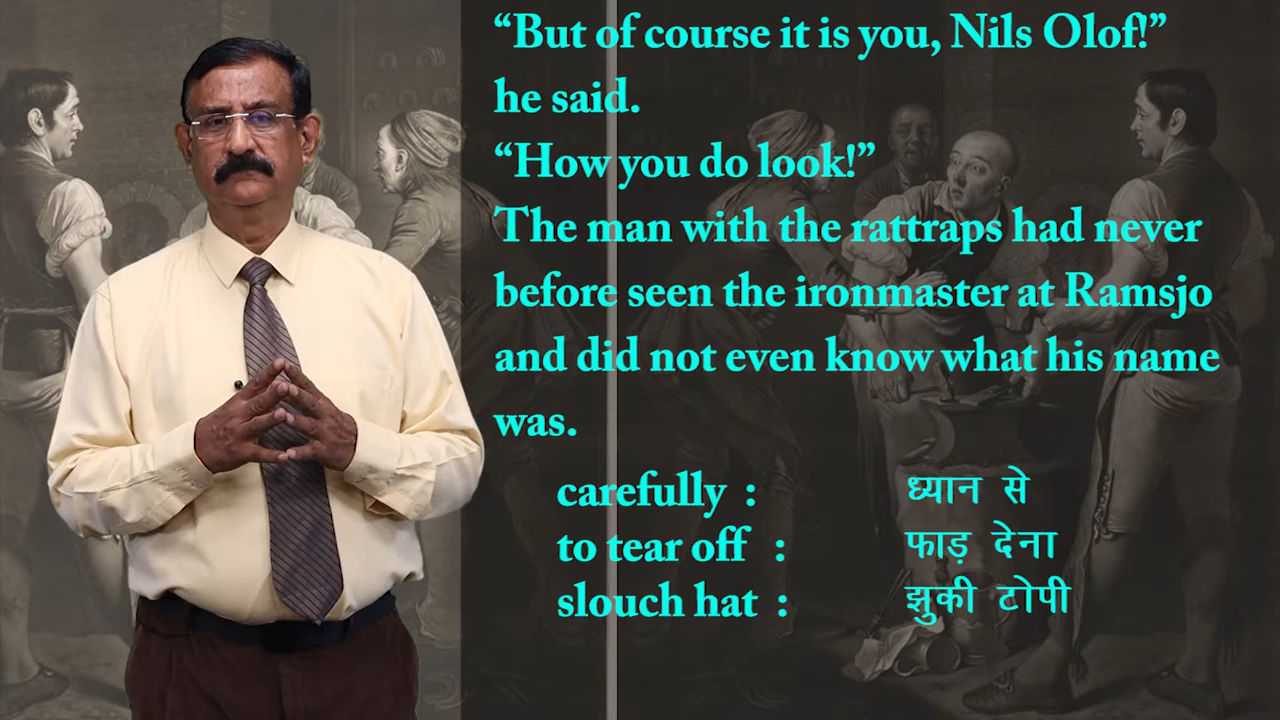 “But of course it is you, Nils Olof!”
he said.
“How you do look!”
The man with the rattraps had never
before seen the ironmaster at Ramsjo
and did not even know what his name
was.
carefully : ध्यान से
to tear off : फाड़ देना
slouch hat : झुकी टोपी